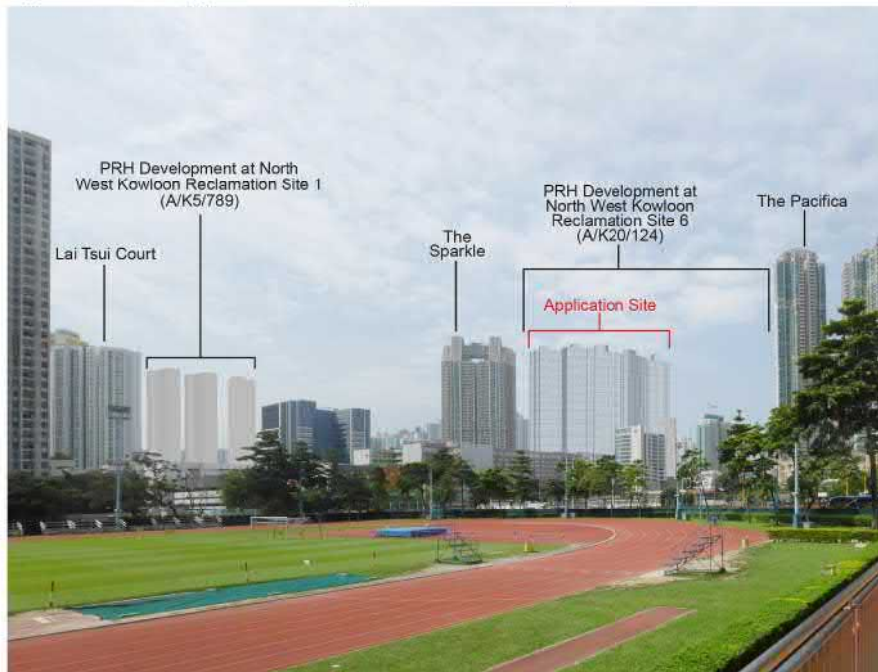 PRH Development at North
West Kowloon Reclamation Site 1
(A/K5/789)
Lai Tsui Court
The
Sparkle
PRH Development at
North West Kowloon
Reclamation Site 6
(A/K20/124)
Application Site
The Pacifica